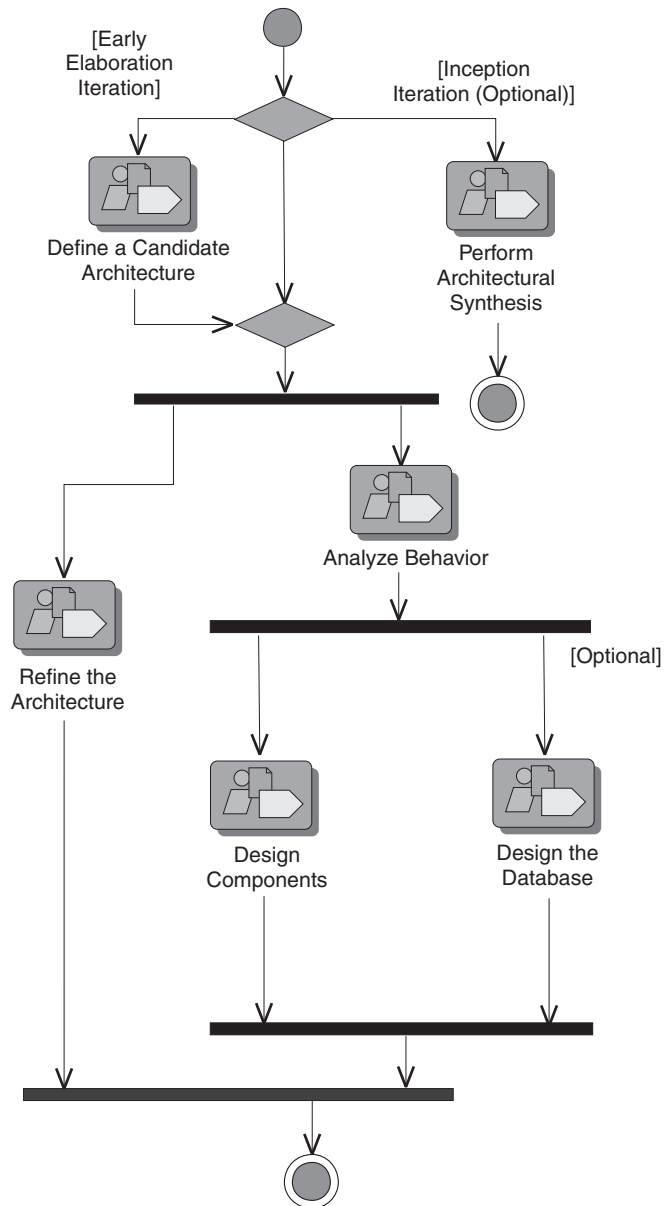 [Early
Elaboration
Iteration]
[Inception
Iteration (Optional)]
Define a Candidate
Architecture
Perform
Architectural
Synthesis
Analyze Behavior
[Optional]
Refine the
Architecture
Design
Components
Design the
Database